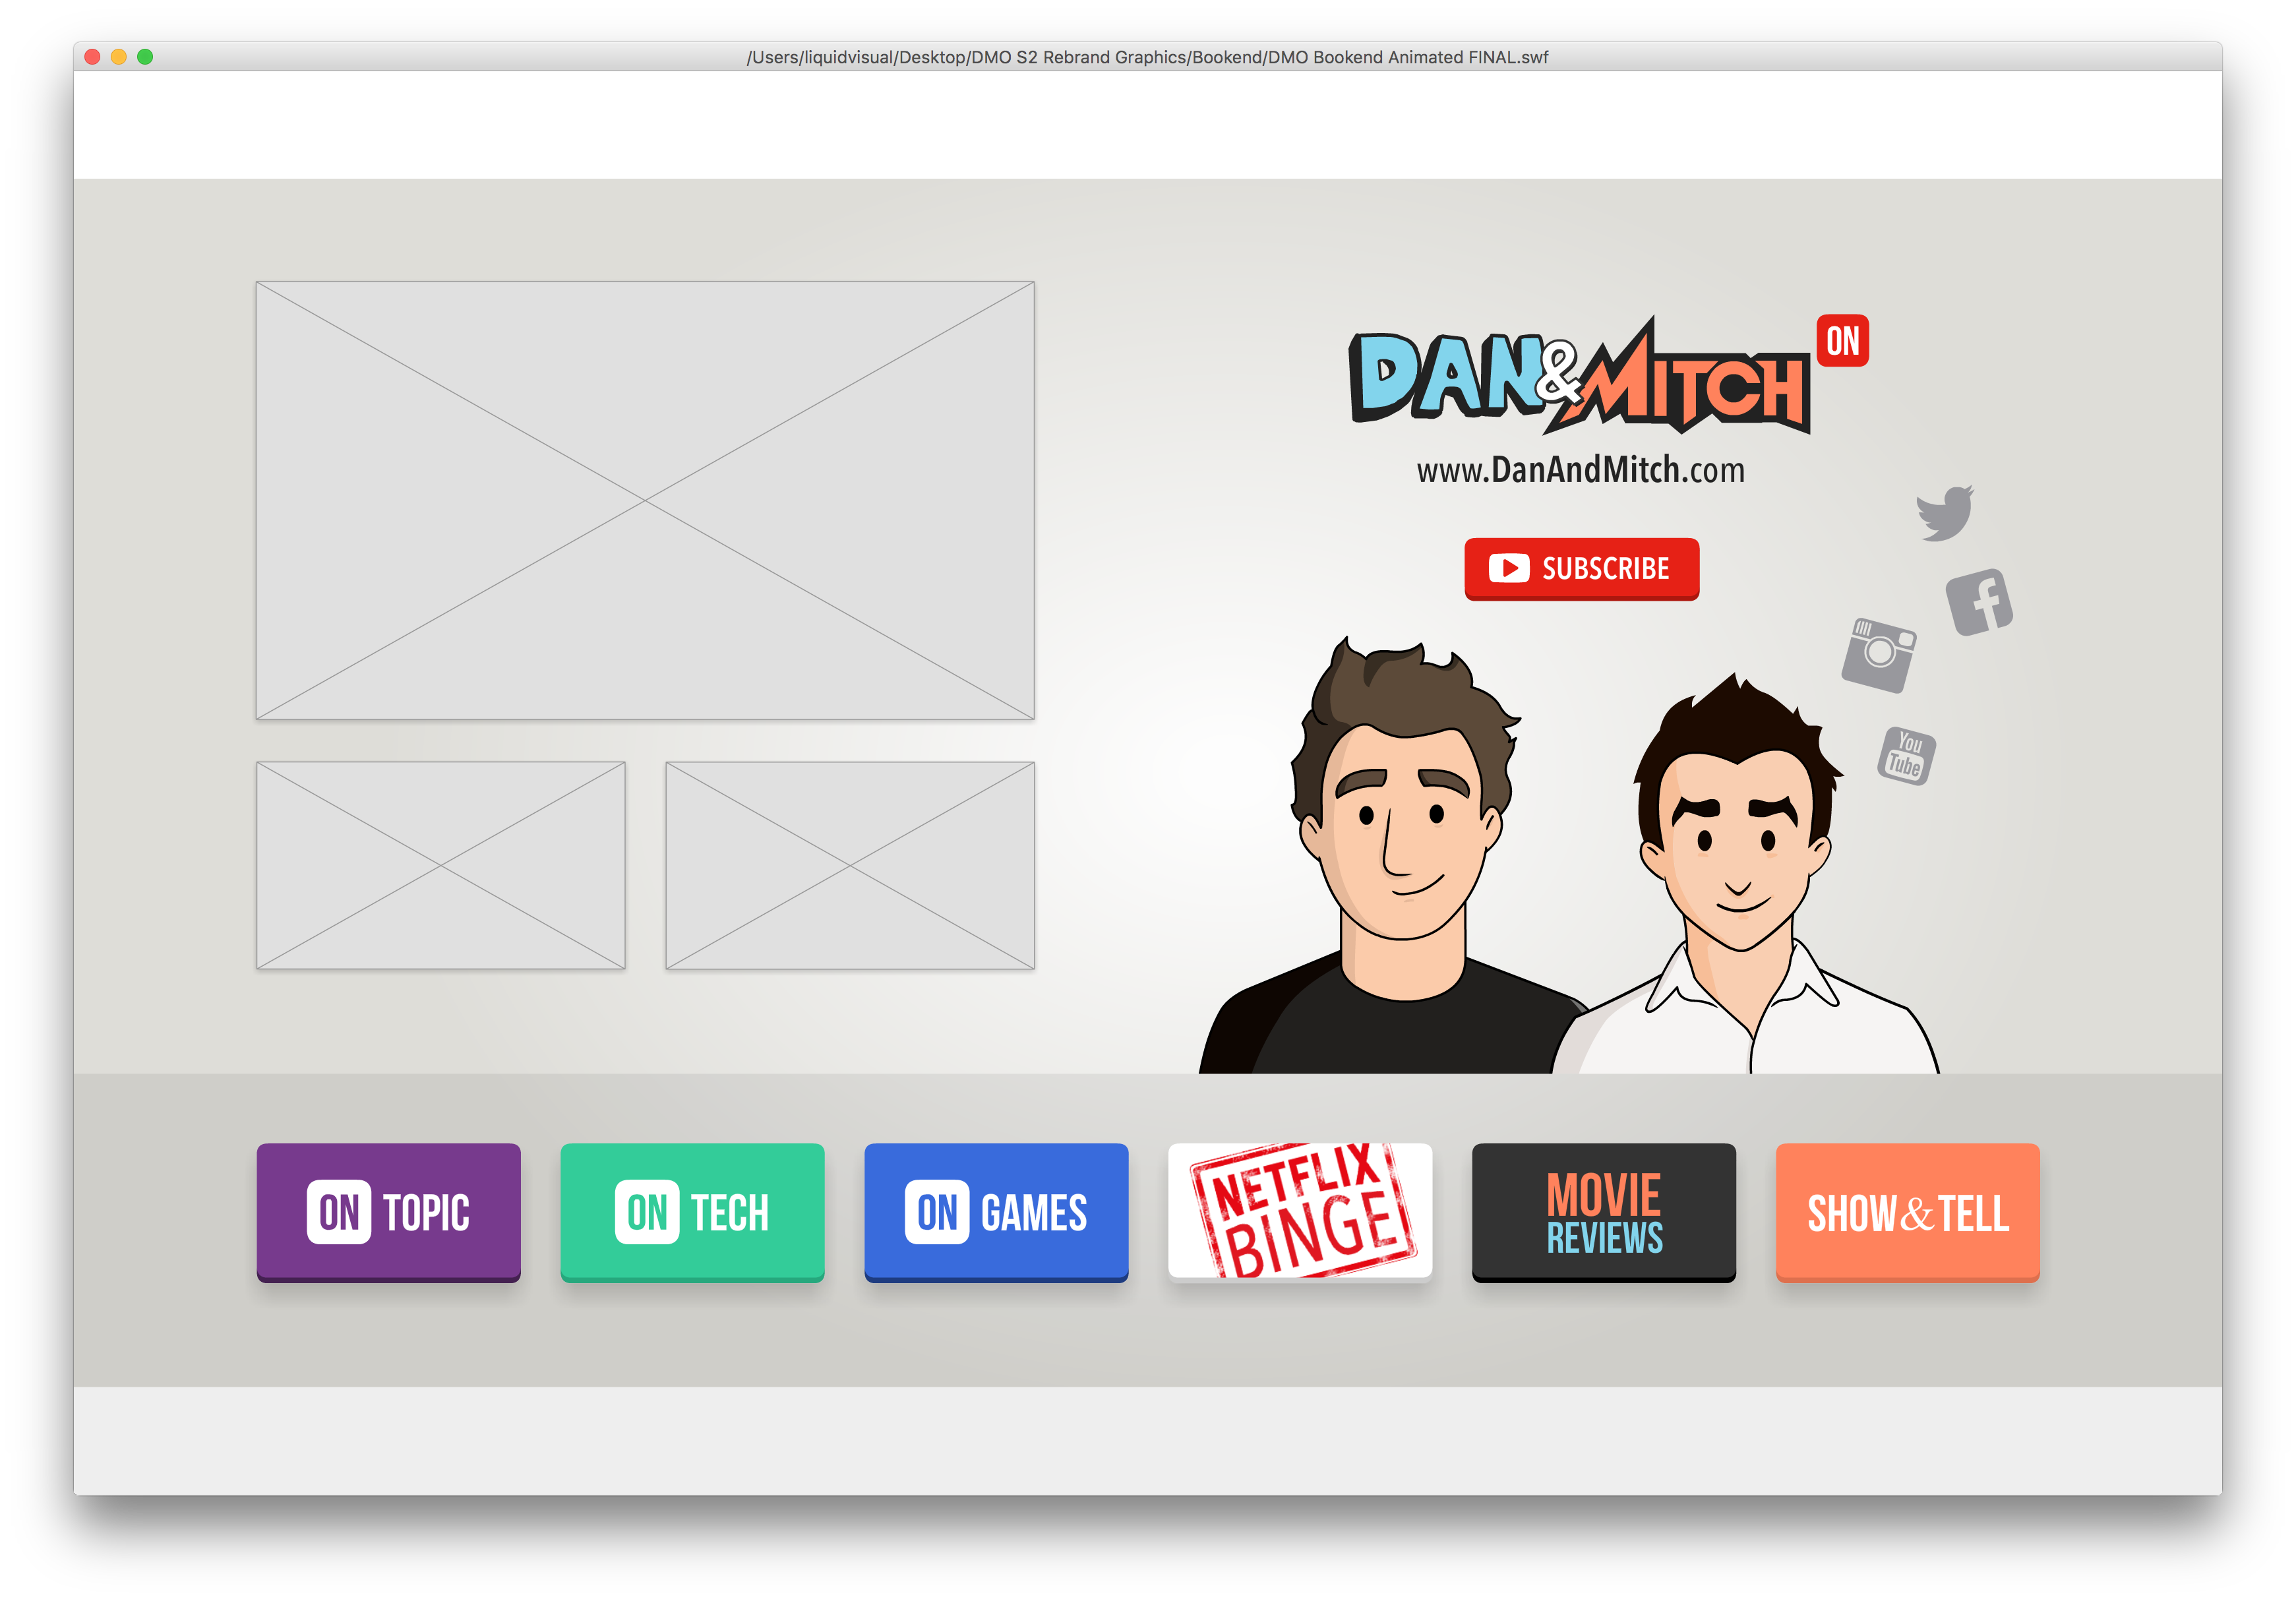 /Users/liquidvisual/Desktop/DMO S2 Rebrand Graphics/Bookend/DMO Bookend Animated FINAL.swf
DAN&MITCH ON
www.DanAndMitch.com
SUBSCRIBE
f
You
Tube
ON TOPIC
ON TECH
ON GAMES
NETFLIX
BINGE
MOVIE
REVIEWS
SHOW&TELL